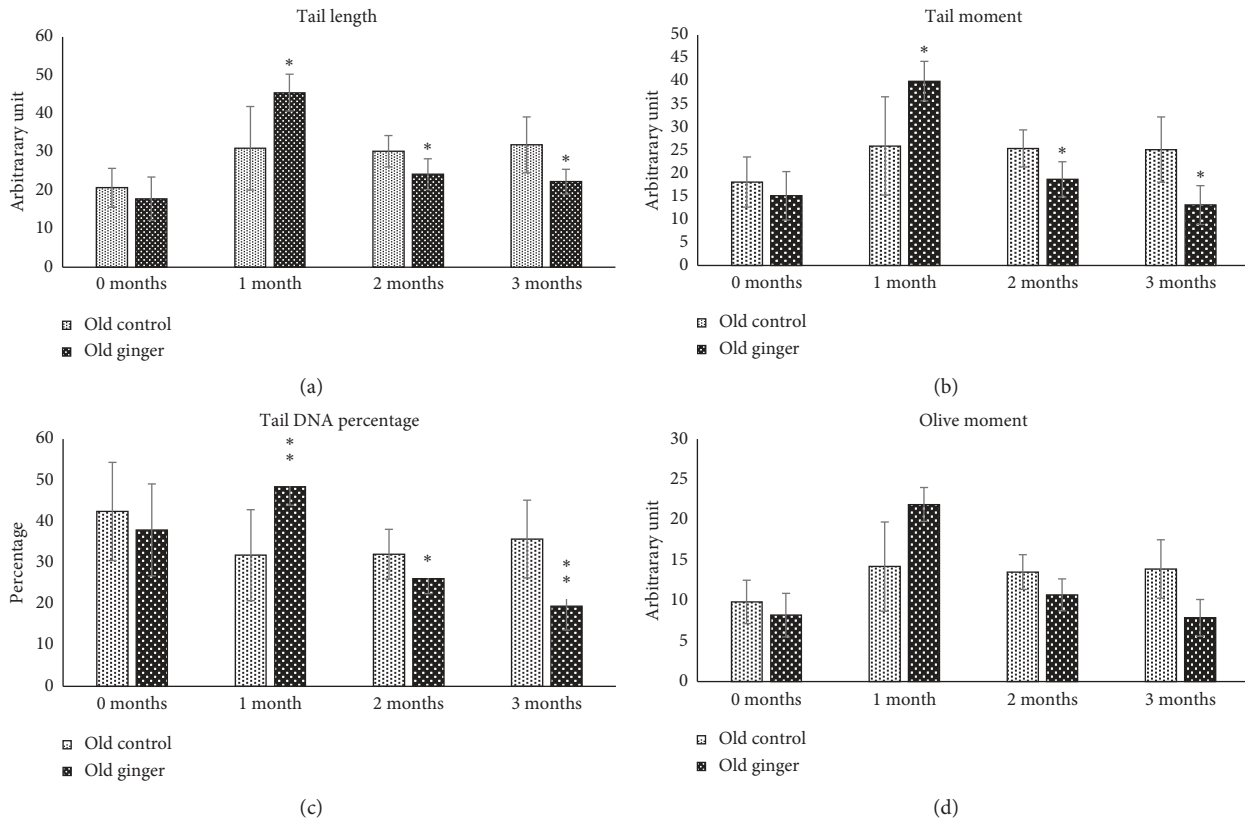 Tail length
60
50
40
30
20
10
0
Arbitrarary unit
*
*
*
0 months
1 month
2 months
3 months
Old control
Old ginger
(a)
Tail moment
50
45
40
35
30
25
20
15
10
5
0
Arbitrarary unit
*
*
*
0 months
1 month
2 months
3 months
Old control
Old ginger
(b)
Tail DNA percentage
60
50
40
30
20
10
0
Percentage
*
*
*
*
*
0 months
1 month
2 months
3 months
Old control
Old ginger
(c)
Olive moment
30
25
20
15
10
5
0
Arbitrarary unit
0 months
1 month
2 months
3 months
Old control
Old ginger
(d)